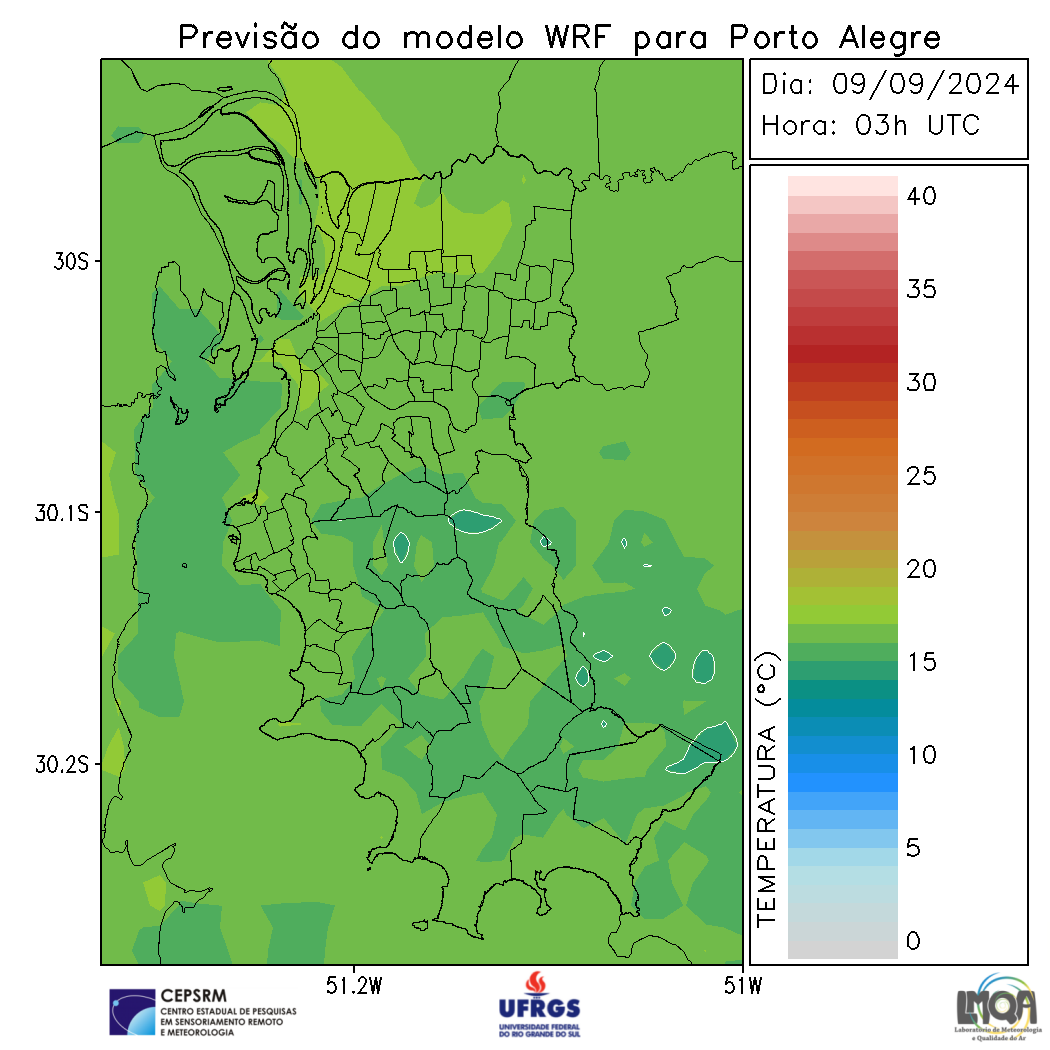 Previsão do modelo WRF para Porto Alegre
Dia: 09/09/2024
Hora: 03h UTC
40
35
30
25
20
15
10
5
0
TEMPERATURA (°C)
30S
30.1S
30.2S
51.2W
51W
CEPSRM
CENTRO ESTADUAL DE PESQUISAS
EM SENSORIAMENTO REMOTO
E METEOROLOGIA
UFRGS
UNIVERSIDADE FEDERAL
DO RIO GRANDE DO SUL
LMQA
Laboratório de Meteorologia
e Qualidade do Ar